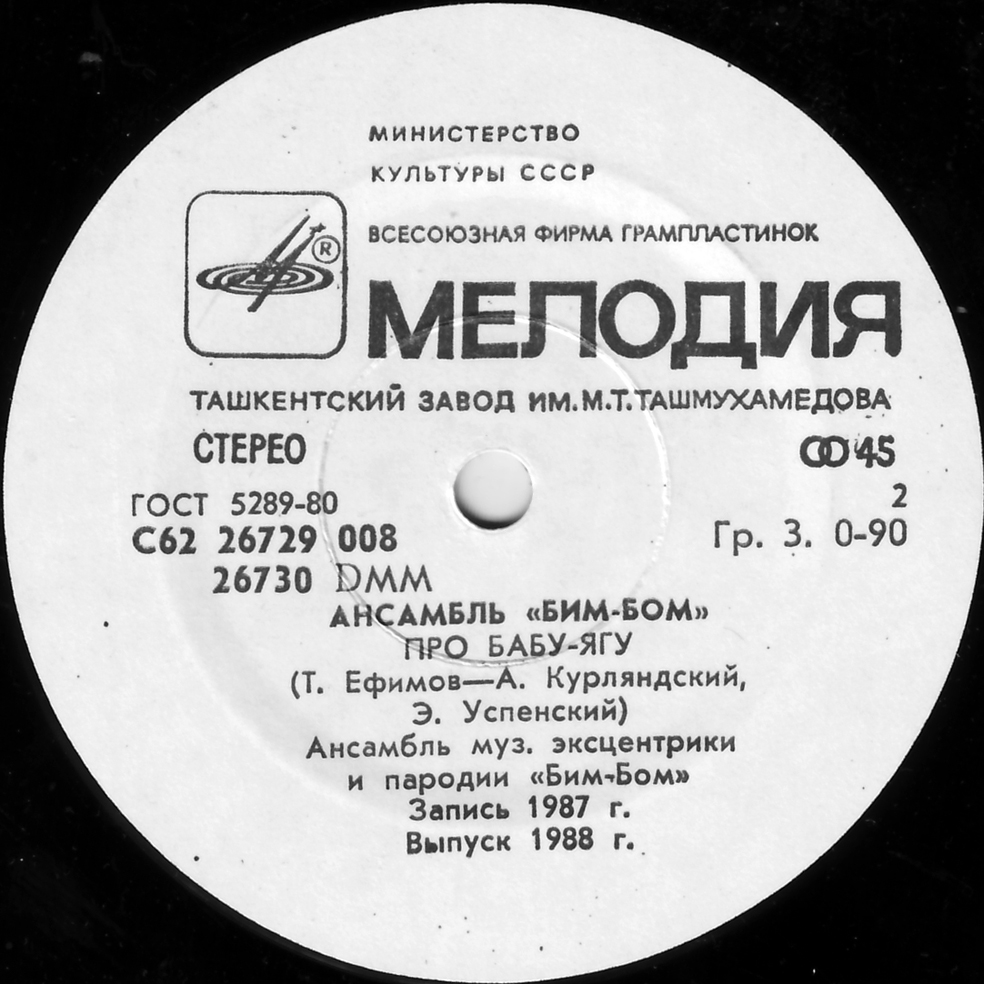 МИНИСТЕРСТВО
КУЛЬТУРЫ СССР
ВСЕСОЮЗНАЯ ФИРМА ГРАМПЛАСТИНОК
®
МЕЛОДИЯ
ТАШКЕНТСКИЙ ЗАВОД ИМ. М.Т. ТАШМУХАМЕДОВА
СТЕРЕО
ꝎO 45
ГОСТ 5289-80
2
С62 26729 008
Гр. 3. 0-90
26730 DMM
АНСАМБЛЬ «БИМ-БОМ»
ПРО БАБУ-ЯГУ
(Т. Ефимов—А. Курляндский,
Э. Успенский)
Ансамбль муз. эксцентрики
и пародии «Бим-Бом»
Запись 1987 г.
Выпуск 1988 г.